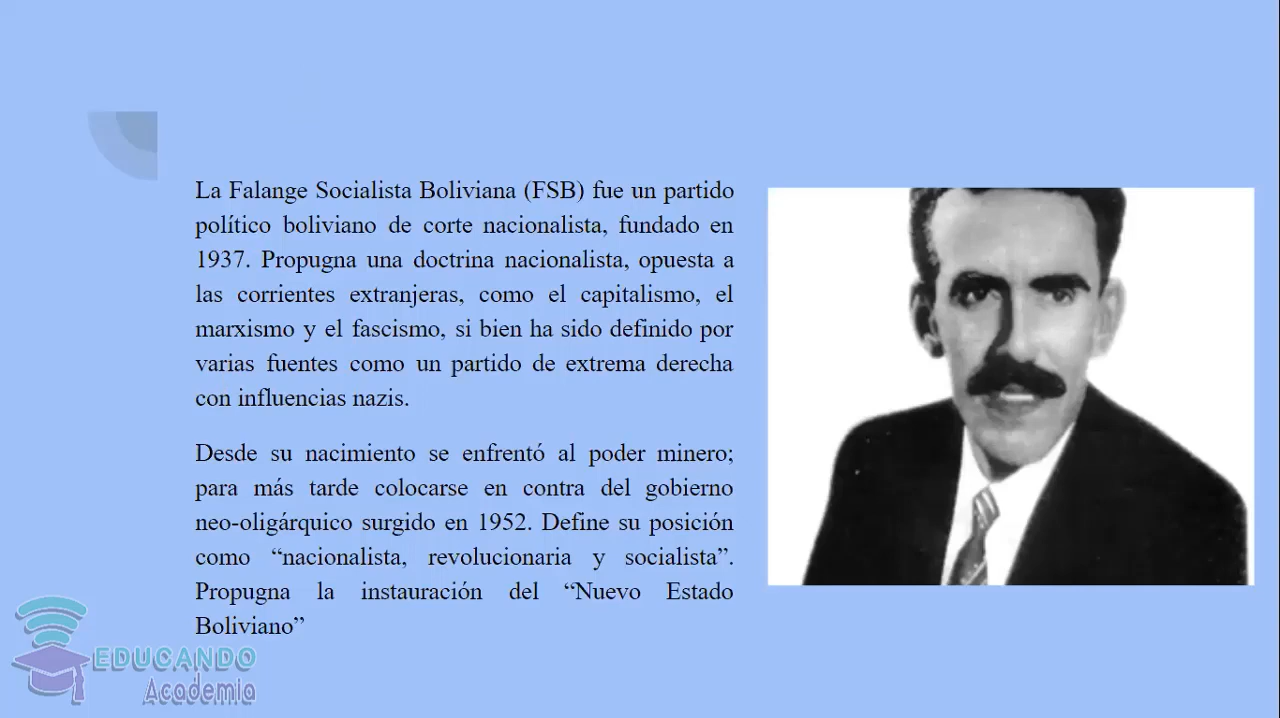 La Falange Socialista Boliviana (FSB) fue un partido
político boliviano de corte nacionalista, fundado en
1937. Propugna una doctrina nacionalista, opuesta a
las corrientes extranjeras, como el capitalismo, el
marxismo y el fascismo, si bien ha sido definido por
varias fuentes como un partido de extrema derecha
con influencias nazis.
Desde su nacimiento se enfrentó al poder minero;
para más tarde colocarse en contra del gobierno
neo-oligárquico surgido en 1952. Define su posición
como “nacionalista, revolucionaria y socialista”.
Propugna la instauración del “Nuevo Estado
Boliviano”
EDUCANDO
Academia